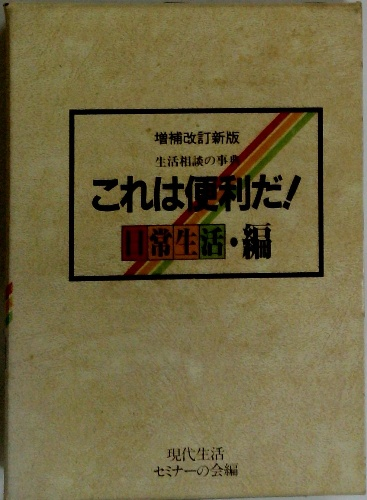 増補改訂新版
生活相談の事典
これは便利だ!
日常生活・編
現代生活
セミナーの会編